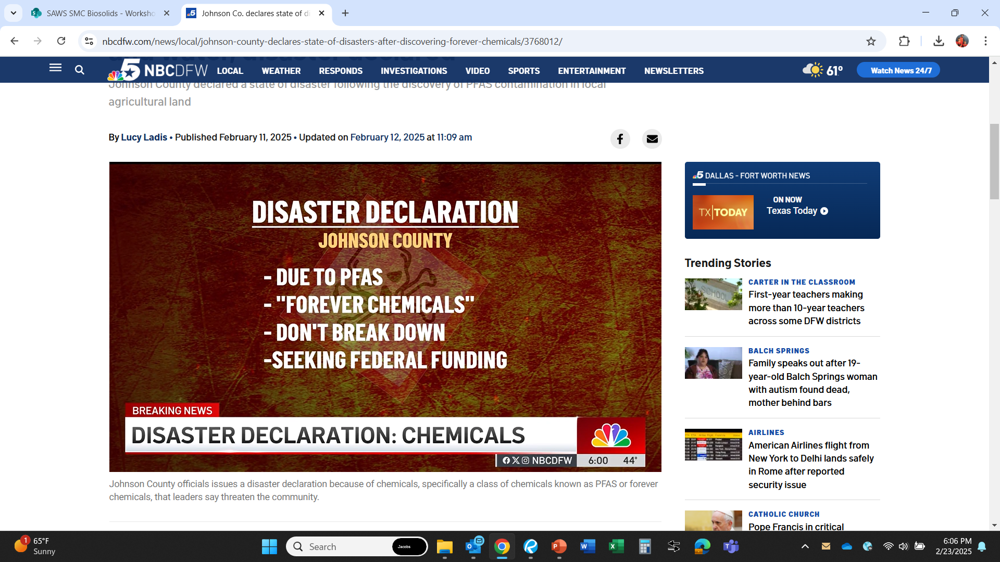 SAWS SMC Biosolids - Worksho
Johnson Co. declares state of di
nbcdfw.com/news/local/johnson-county-declares-state-of-disasters-after-discovering-forever-chemicals/3768012/
5 NBCDFW LOCAL WEATHER RESPONDS INVESTIGATIONS VIDEO SPORTS ENTERTAINMENT NEWSLETTERS 61° Watch News 24/7
Johnson County declared a state of disaster following the discovery of PFAS contamination in local
agricultural land
By Lucy Ladis • Published February 11, 2025 • Updated on February 12, 2025 at 11:09 am
DISASTER DECLARATION
JOHNSON COUNTY
- DUE TO PFAS
- "FOREVER CHEMICALS"
- DON'T BREAK DOWN
-SEEKING FEDERAL FUNDING
BREAKING NEWS
DISASTER DECLARATION: CHEMICALS
NBCDFW 6:00 44°
Johnson County officials issues a disaster declaration because of chemicals, specifically a class of chemicals known as PFAS or forever
chemicals, that leaders say threaten the community.
5 DALLAS - FORT WORTH NEWS
TX|TODAY
ON NOW
Texas Today
Trending Stories
SCHOOL
CARTER IN THE CLASSROOM
First-year teachers making
more than 10-year teachers
across some DFW districts
BALCH SPRINGS
Family speaks out after 19-
year-old Balch Springs woman
with autism found dead,
mother behind bars
AIRLINES
American Airlines flight from
New York to Delhi lands safely
in Rome after reported
security issue
CATHOLIC CHURCH
Pope Francis in critical
1
65°F
Sunny
Search
Jacobs
6:06 PM
2/23/2025